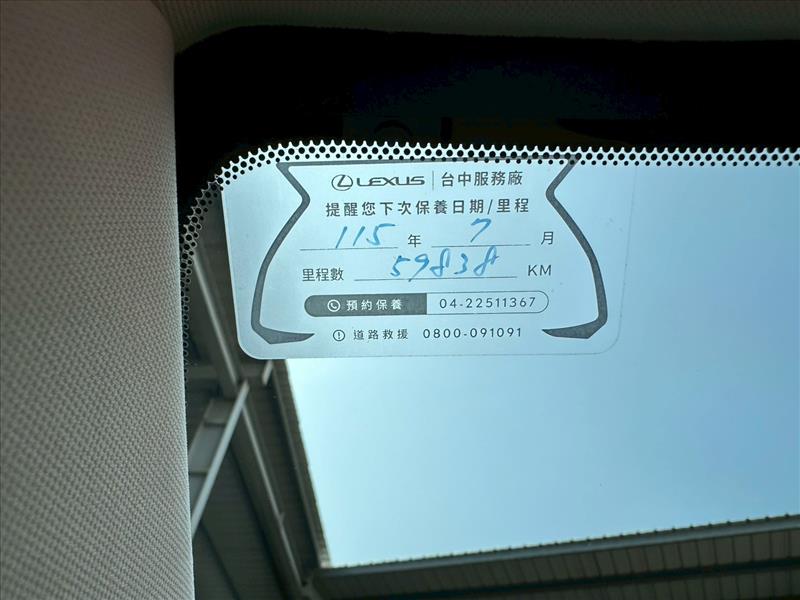 LEXUS 台中服務廠
提醒您下次保養日期/里程
115 年 7 月
里程數 59838 KM
預約保養 04-22511367
道路救援 0800-091091